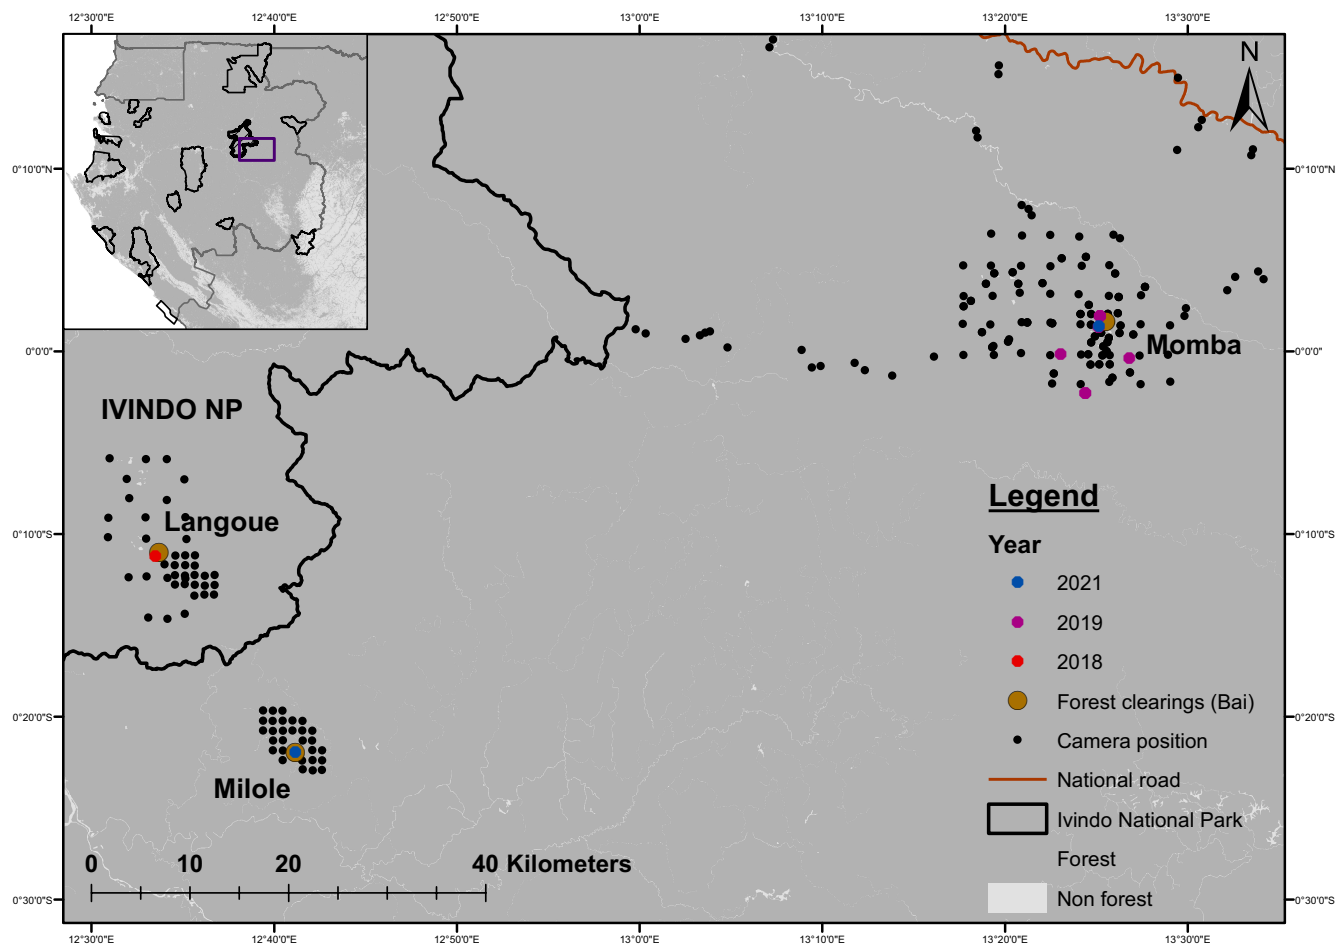 12°30'0"E 12°40'0"E 12°50'0"E 13°0'0"E 13°10'0"E 13°20'0"E 13°30'0"E
N
0°10'0"N 0°10'0"N
0°0'0" 0°0'0"
Momba
IVINDO NP
Langoue
0°10'0"S 0°10'0"S
Milole
0°20'0"S 0°20'0"S
Legend
Year
2021
2019
2018
Forest clearings (Bai)
Camera position
National road
Ivindo National Park
Forest
Non forest
0 10 20 40 Kilometers
0°30'0"S 0°30'0"S
12°30'0"E 12°40'0"E 12°50'0"E 13°0'0"E 13°10'0"E 13°20'0"E 13°30'0"E